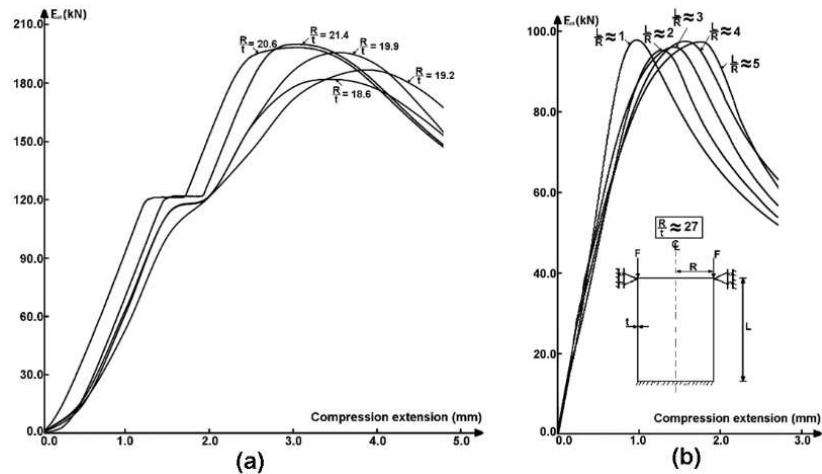 F_coll(kN)
210.0
180.0
150.0
120.0
90.0
60.0
30.0
0.0
R/t = 20.6
R/t = 21.4
R/t = 19.9
R/t = 19.2
R/t = 18.6
Compression extension (mm)
0.0 1.0 2.0 3.0 4.0 5.0
(a)
(kN)
100.0
80.0
60.0
40.0
20.0
0.0
L/R ≈ 1
L/R ≈ 2
L/R ≈ 3
L/R ≈ 4
L/R ≈ 5
R/t ≈ 27
℄
F
R
F
t
L
Compression extension (mm)
0.0 1.0 2.0 3.0
(b)